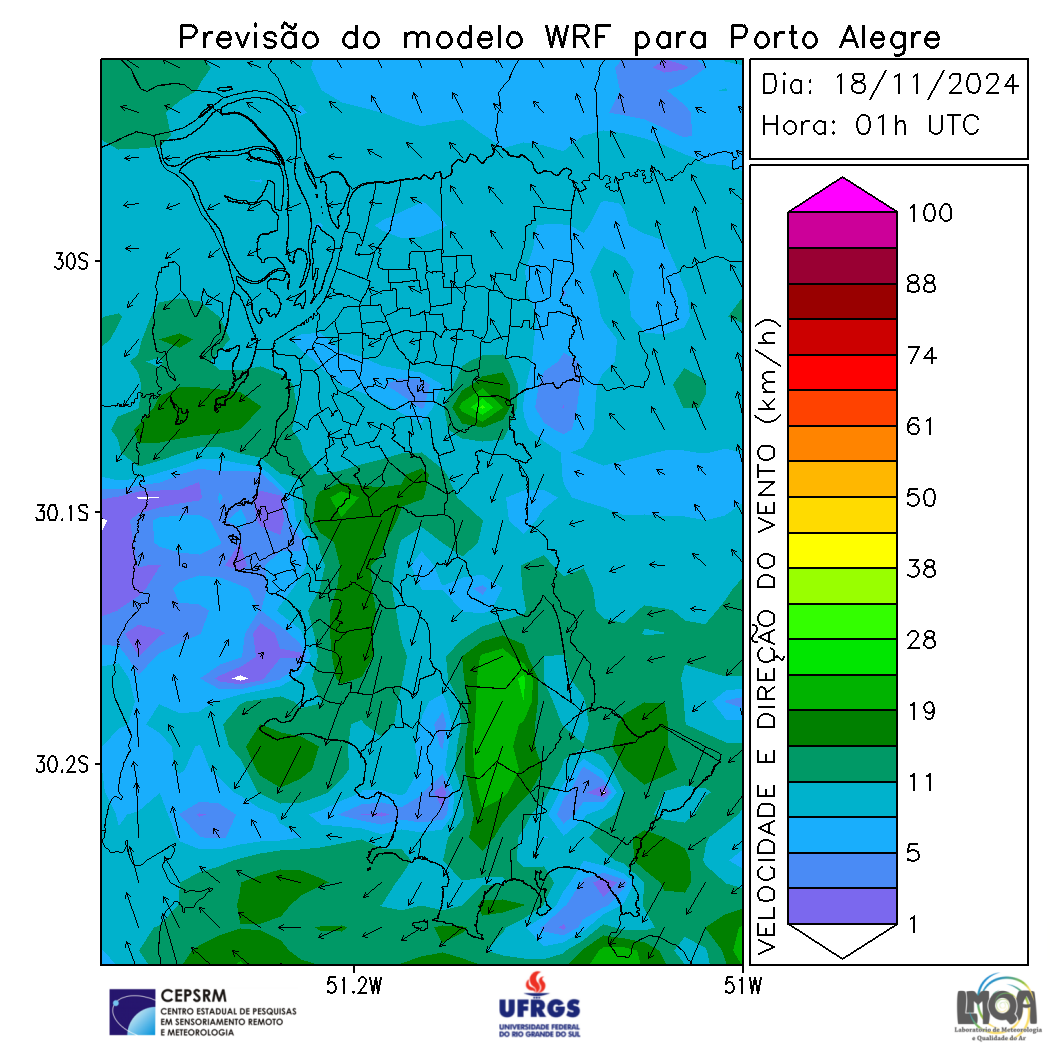 Previsão do modelo WRF para Porto Alegre
Dia: 18/11/2024
Hora: 01h UTC
30S
30.1S
30.2S
51.2W
51W
VELOCIDADE E DIREÇÃO DO VENTO (km/h)
100
88
74
61
50
38
28
19
11
5
1
CEPSRM
CENTRO ESTADUAL DE PESQUISAS
EM SENSORIAMENTO REMOTO
E METEOROLOGIA
UFRGS
UNIVERSIDADE FEDERAL
DO RIO GRANDE DO SUL
LMQA
Laboratório de Meteorologia
e Qualidade do Ar